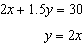 2x + 1.5y = 30
y = 2x